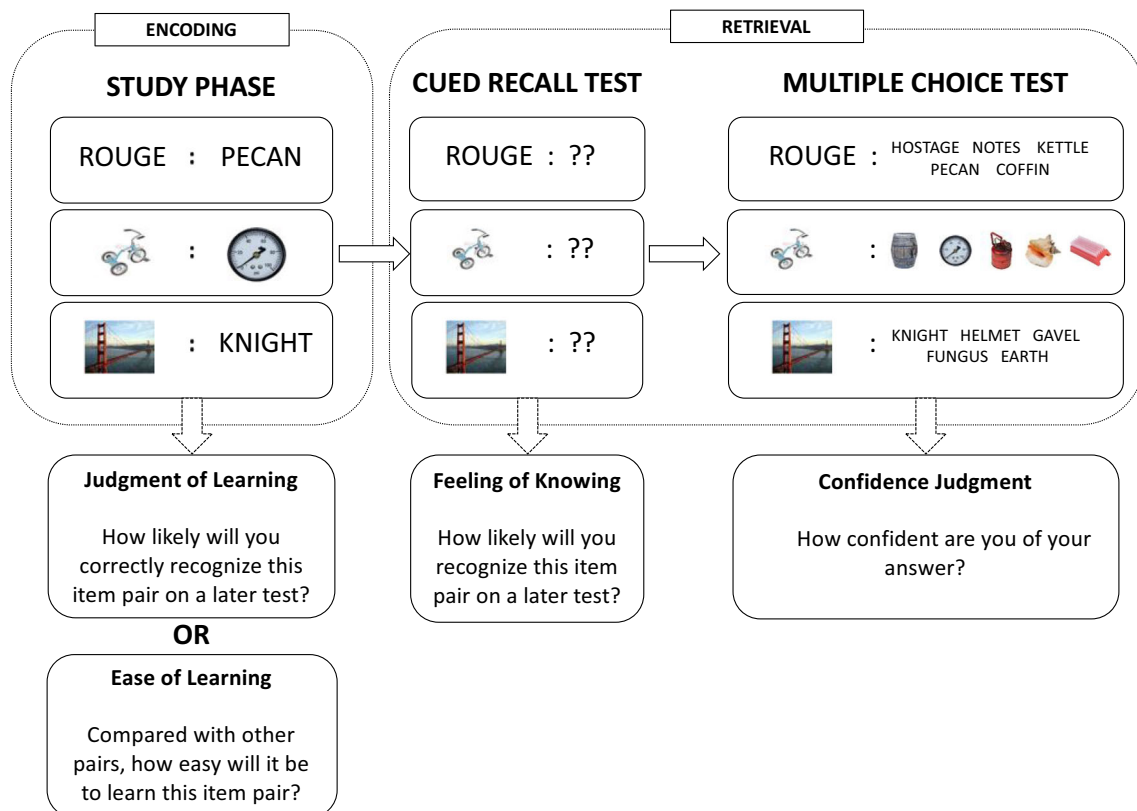 ENCODING
RETRIEVAL
STUDY PHASE
CUED RECALL TEST
MULTIPLE CHOICE TEST
ROUGE : PECAN
ROUGE : ??
ROUGE :
HOSTAGE NOTES KETTLE
PECAN COFFIN
:
: ??
:
: KNIGHT
: ??
:
KNIGHT HELMET GAVEL
FUNGUS EARTH
Judgment of Learning
How likely will you
correctly recognize this
item pair on a later test?
OR
Ease of Learning
Compared with other
pairs, how easy will it be
to learn this item pair?
Feeling of Knowing
How likely will you
recognize this item
pair on a later test?
Confidence Judgment
How confident are you of your
answer?